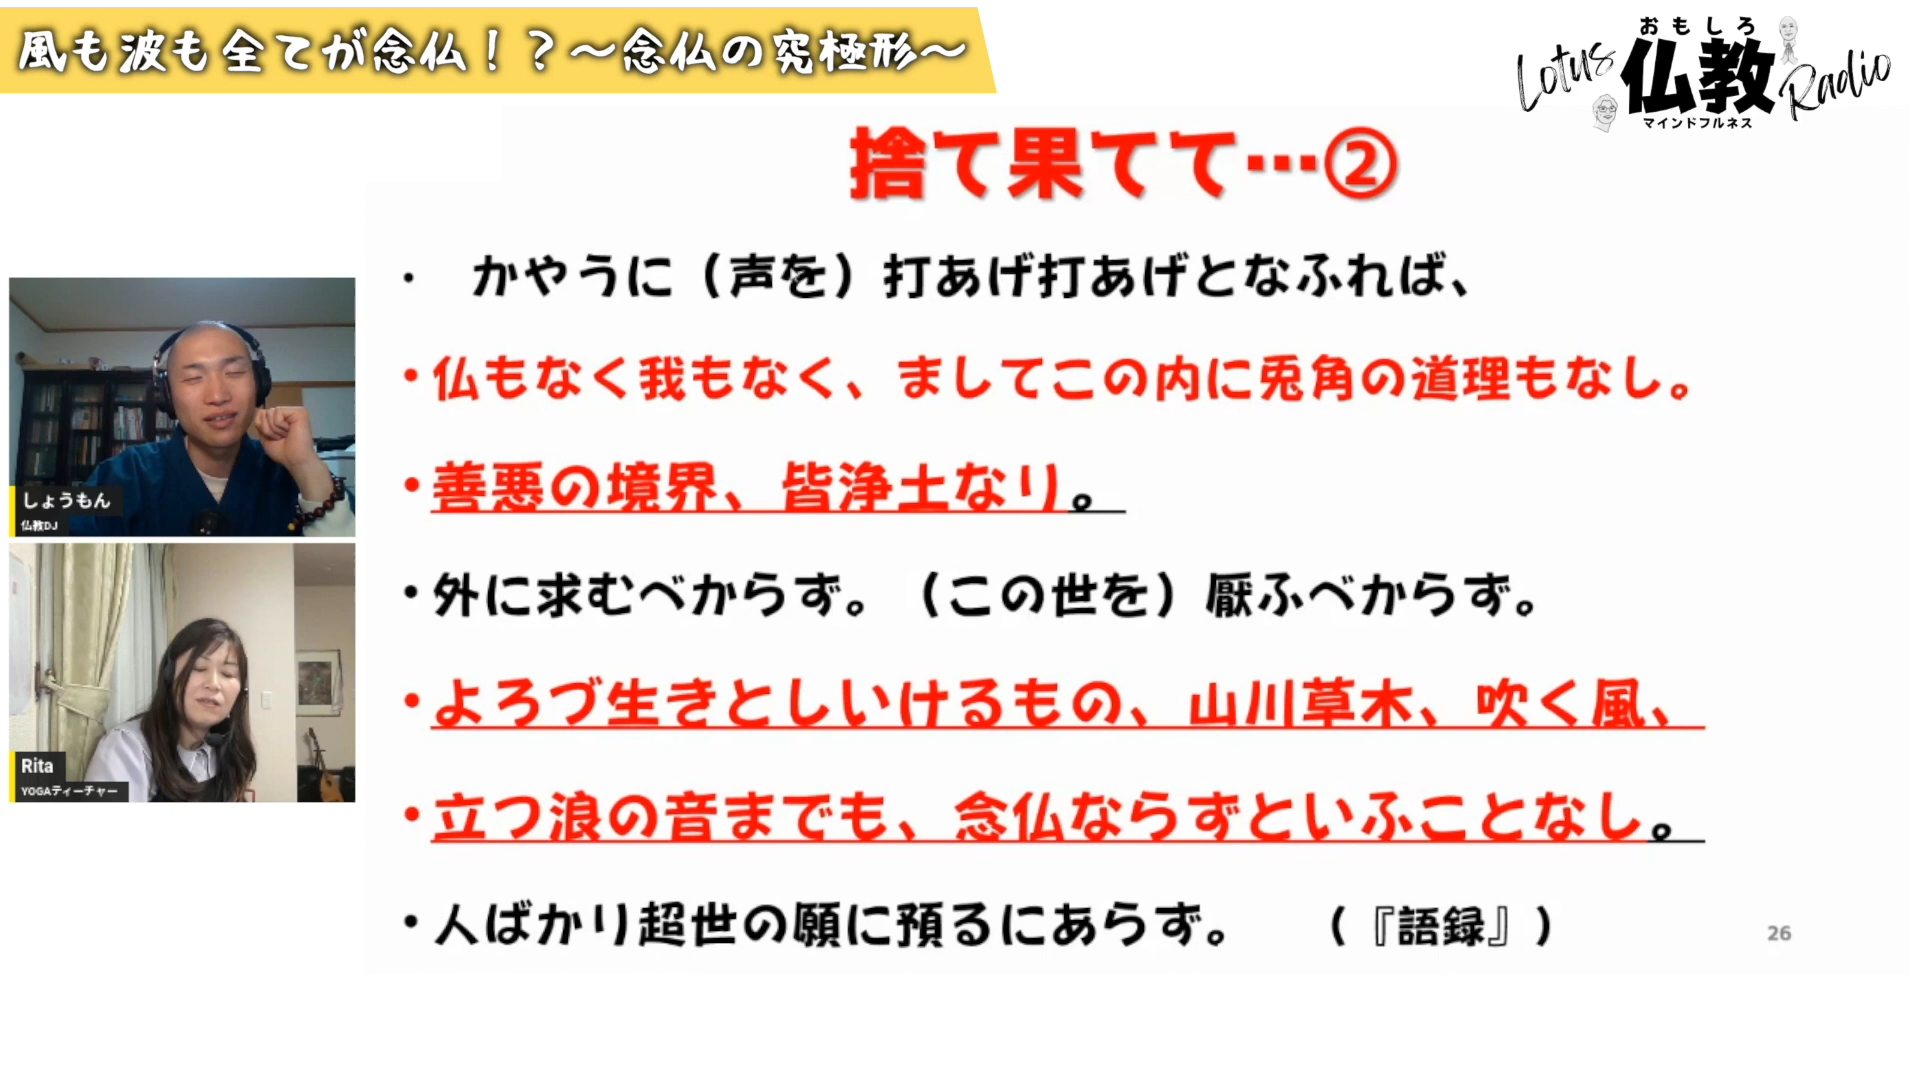 風も波も全てが念仏！？～念仏の究極形～
おもしろ
Lotus 仏教 Radio
マインドフルネス
捨て果てて…②
・ かやうに（声を）打あげ打あげとなふれば、
・仏もなく我もなく、ましてこの内に兎角の道理もなし。
・善悪の境界、皆浄土なり。
・外に求むべからず。（この世を）厭ふべからず。
・よろづ生きとしいけるもの、山川草木、吹く風、
・立つ浪の音までも、念仏ならずといふことなし。
・人ばかり超世の願に預るにあらず。 （『語録』）
26
しょうもん
仏教DJ
Rita
YOGAティーチャー